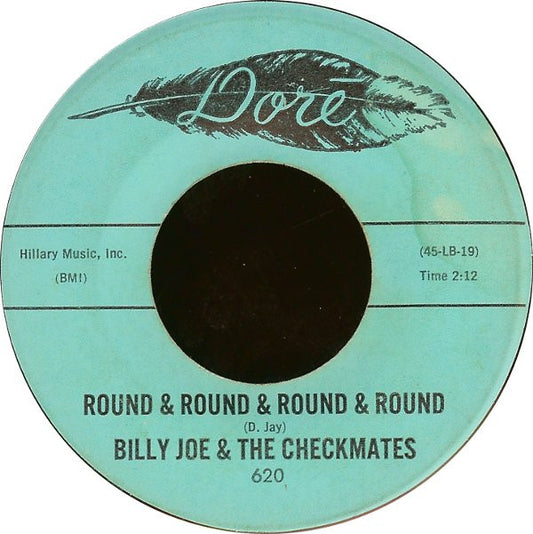 Doré
Hillary Music, Inc.
(BMI)
(45-LB-19)
Time 2:12
ROUND & ROUND & ROUND & ROUND
(D. Jay)
BILLY JOE & THE CHECKMATES
620